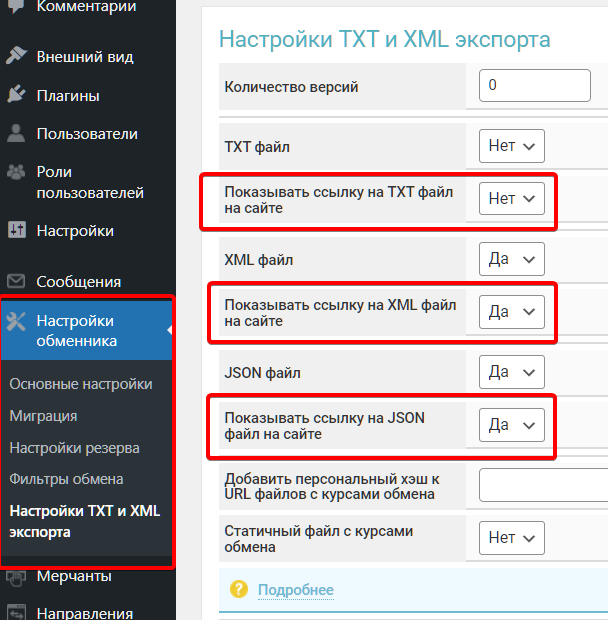 Комментарии
Внешний вид
Плагины
Пользователи
Роли
пользователей
Настройки
Сообщения
Настройки
обменника
Основные настройки
Миграция
Настройки резерва
Фильтры обмена
Настройки TXT и XML
экспорта
Мерчанты
Направления
Настройки TXT и XML экспорта
Количество версий
0
TXT файл
Нет
Показывать ссылку на TXT файл
на сайте
Нет
XML файл
Да
Показывать ссылку на XML файл
на сайте
Да
JSON файл
Да
Показывать ссылку на JSON
файл на сайте
Да
Добавить персональный хэш к
URL файлов с курсами обмена
Статичный файл с курсами
обмена
Нет
?
Подробнее